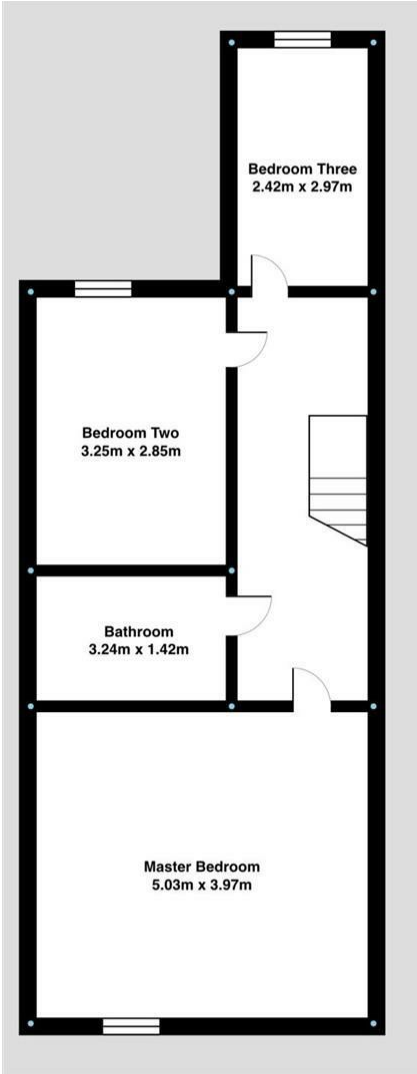 Bedroom Three
2.42m x 2.97m
Bedroom Two
3.25m x 2.85m
Bathroom
3.24m x 1.42m
Master Bedroom
5.03m x 3.97m